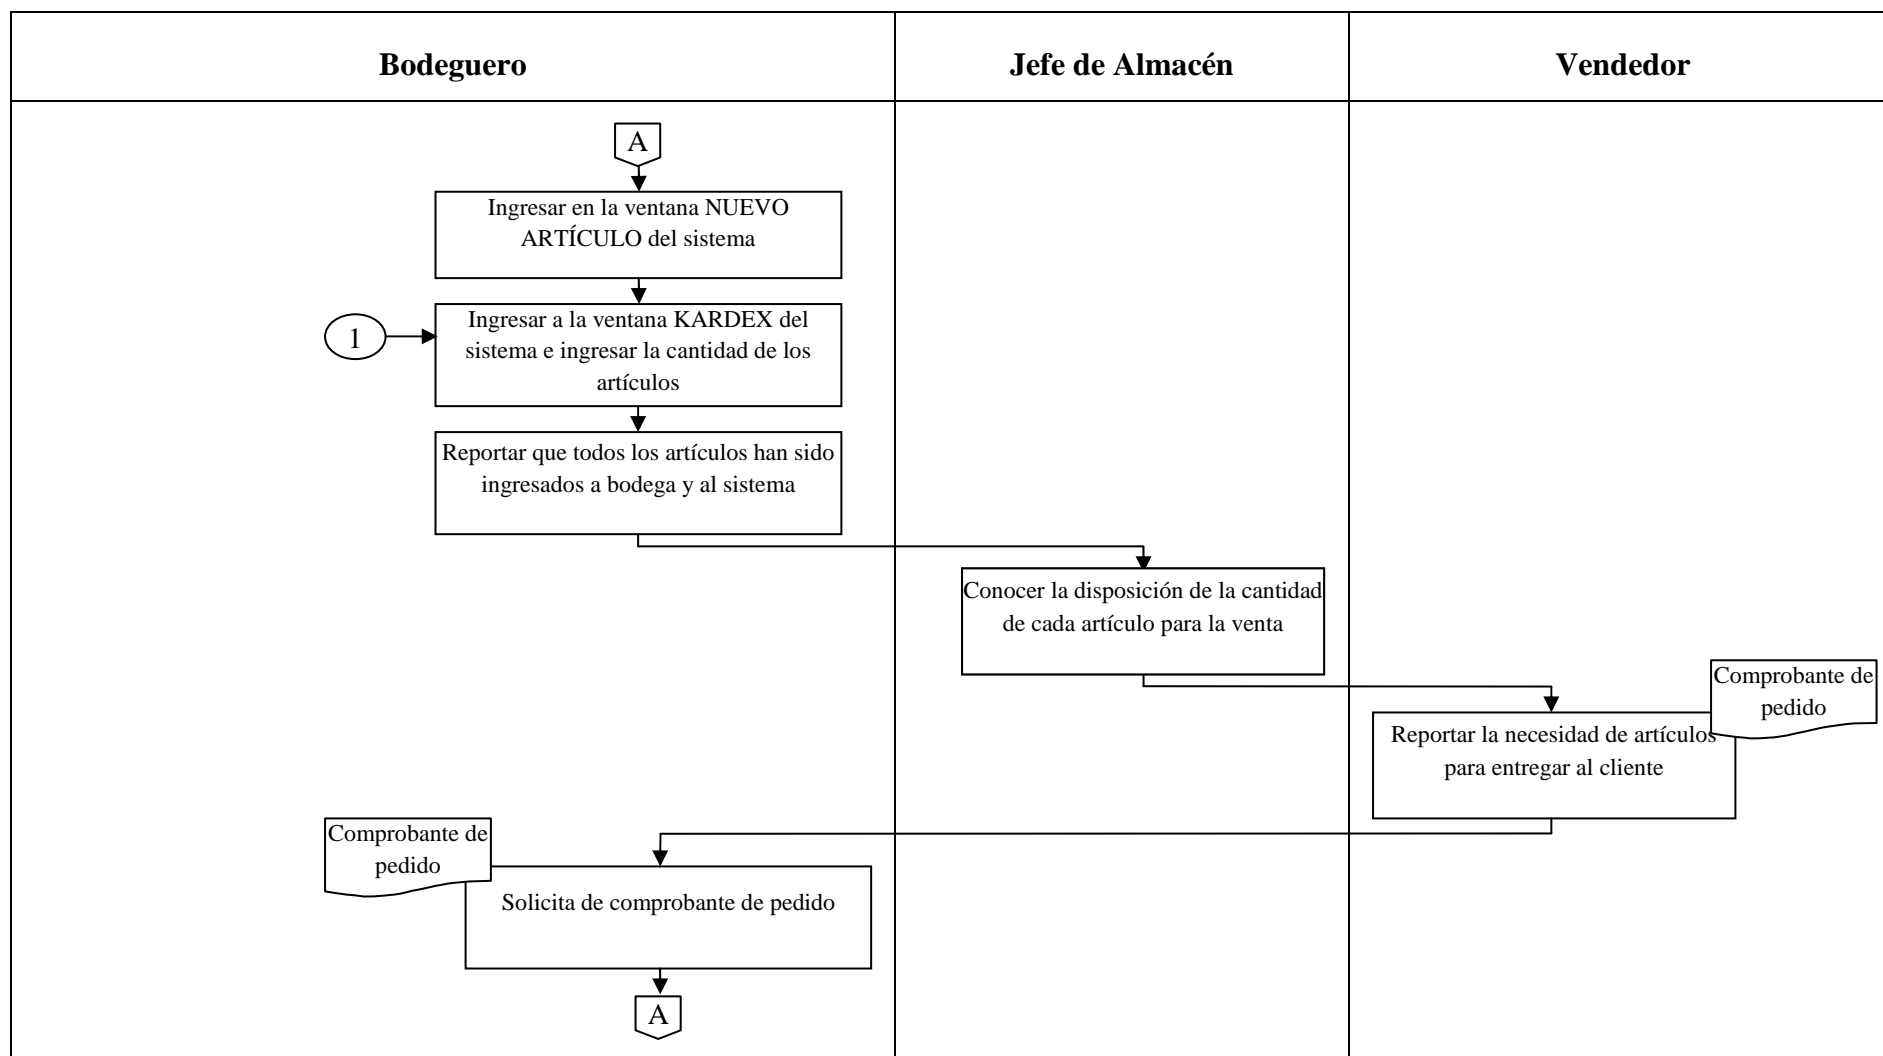 Bodeguero
Jefe de Almacén
Vendedor
A
Ingresar en la ventana NUEVO
ARTÍCULO del sistema
1
Ingresar a la ventana KARDEX del
sistema e ingresar la cantidad de los
artículos
Reportar que todos los artículos han sido
ingresados a bodega y al sistema
Conocer la disposición de la cantidad
de cada artículo para la venta
Comprobante de
pedido
Reportar la necesidad de artículos
para entregar al cliente
Comprobante de
pedido
Solicita de comprobante de pedido
A